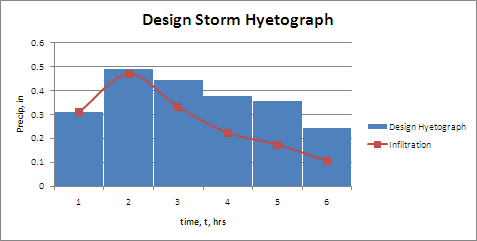 Design Storm Hyetograph
0.6
0.5
0.4
0.3
0.2
0.1
0
Precip, in
1 2 3 4 5 6
time, t, hrs
Design Hyetograph
Infiltration